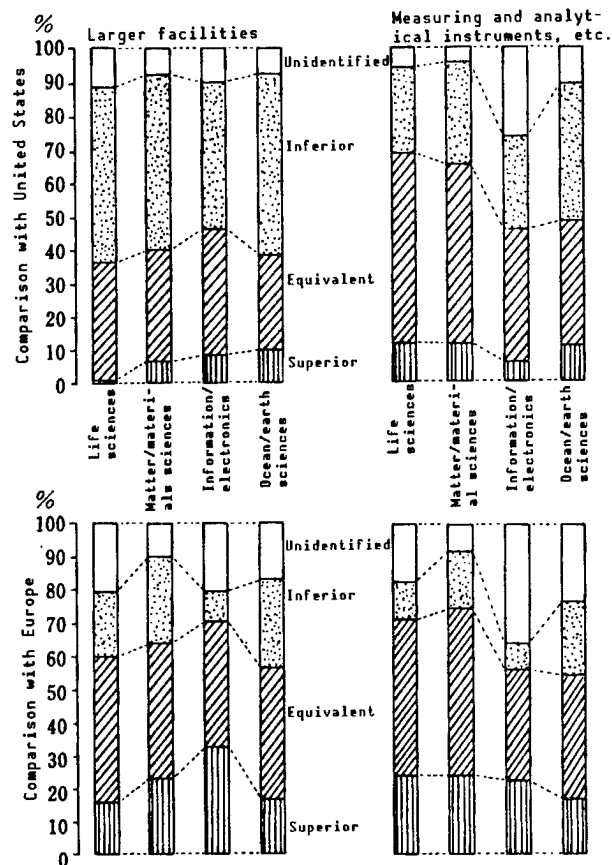 %
Larger facilities
Measuring and analyt-
ical instruments, etc.
Comparison with United States
100
90
80
70
60
50
40
30
20
10
0
Unidentified
Inferior
Equivalent
Superior
Life
sciences
Matter/materi-
als sciences
Information/
electronics
Ocean/earth
sciences
Life
sciences
Matter/materi-
al sciences
Information/
electronics
Ocean/earth
sciences
%
Comparison with Europe
100
90
80
70
60
50
40
30
20
10
0
Unidentified
Inferior
Equivalent
Superior